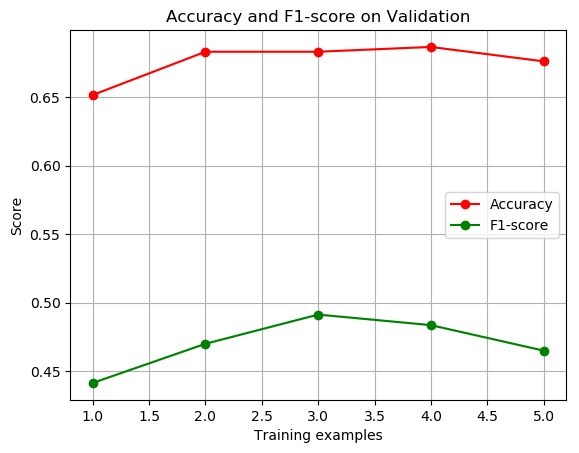 Accuracy and F1-score on Validation
0.65
0.60
0.55
0.50
0.45
Score
Accuracy
F1-score
1.0 1.5 2.0 2.5 3.0 3.5 4.0 4.5 5.0
Training examples